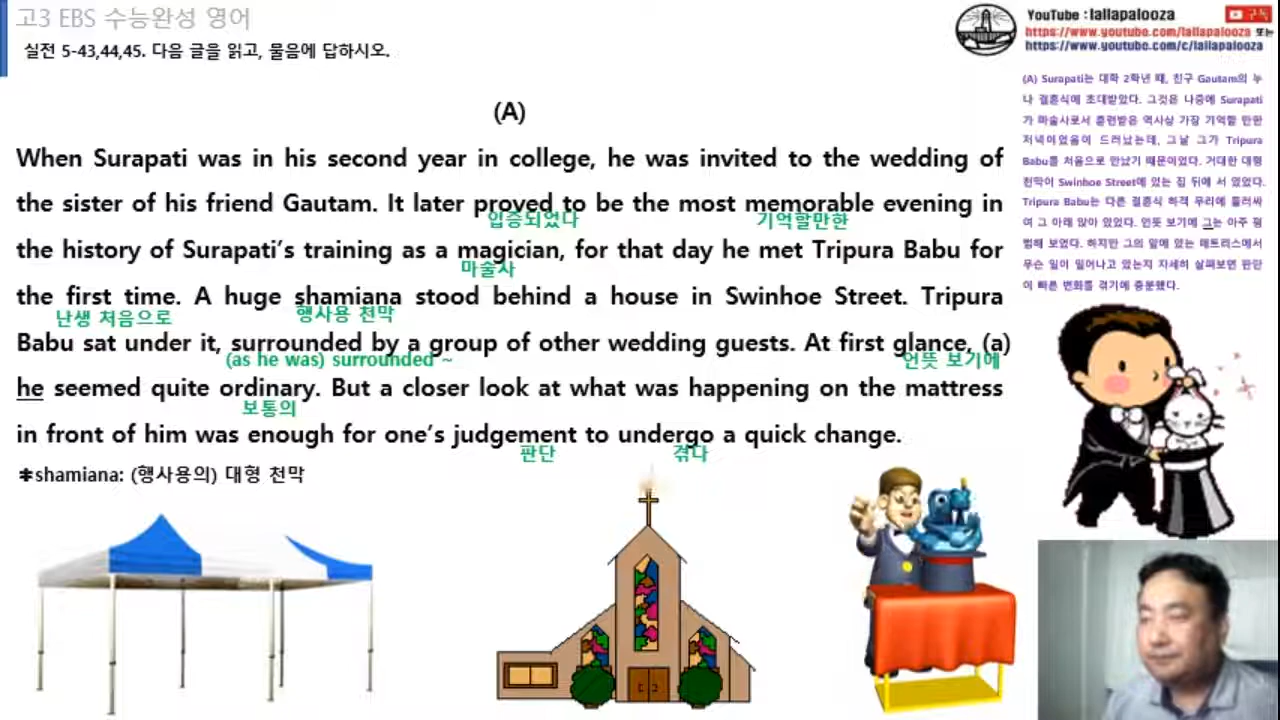 고3 EBS 수능완성 영어
실전 5-43,44,45. 다음 글을 읽고, 물음에 답하시오.
YouTube : lallapalooza
구독
https://www.youtube.com/lallapalooza 또는
https://www.youtube.com/c/lallapalooza
(A)
When Surapati was in his second year in college, he was invited to the wedding of
the sister of his friend Gautam. It later proved to be the most memorable evening in
입증되었다 기억할만한
the history of Surapati’s training as a magician, for that day he met Tripura Babu for
마술사
the first time. A huge shamiana stood behind a house in Swinhoe Street. Tripura
난생 처음으로 행사용 천막
Babu sat under it, surrounded by a group of other wedding guests. At first glance, (a)
(as he was) surrounded ~ 언뜻 보기에
he seemed quite ordinary. But a closer look at what was happening on the mattress
보통의
in front of him was enough for one’s judgement to undergo a quick change.
판단 겪다
✱shamiana: (행사용의) 대형 천막
(A) Surapati는 대학 2학년 때, 친구 Gautam의 누
나 결혼식에 초대받았다. 그것은 나중에 Surapati
가 마술사로서 훈련받은 역사상 가장 기억할 만한
저녁이었음이 드러났는데, 그날 그가 Tripura
Babu를 처음으로 만났기 때문이었다. 거대한 대형
천막이 Swinhoe Street에 있는 집 뒤에 서 있었다.
Tripura Babu는 다른 결혼식 하객 무리에 둘러싸
여 그 아래 앉아 있었다. 언뜻 보기에 그는 아주 평
범해 보였다. 하지만 그의 앞에 있는 매트리스에서
무슨 일이 일어나고 있는지 자세히 살펴보면 판단
이 빠른 변화를 겪기에 충분했다.